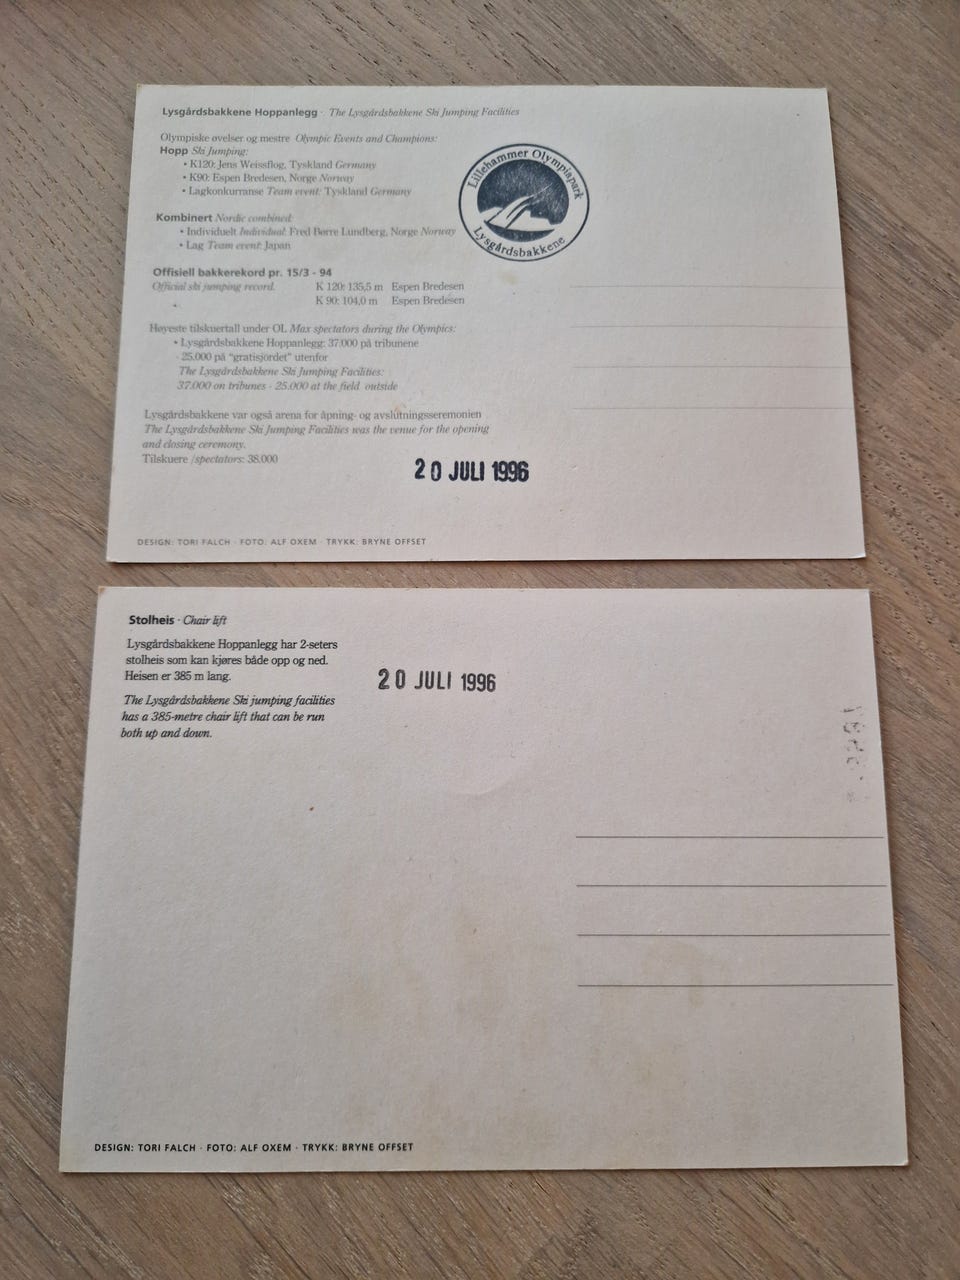 Lysgårdsbakkene Hoppanlegg · The Lysgårdsbakkene Ski Jumping Facilities
Olympiske øvelser og mestre Olympic Events and Champions:
Hopp Ski Jumping:
• K120: Jens Weissflog, Tyskland Germany
• K90: Espen Bredesen, Norge Norway
• Lagkonkurranse Team event: Tyskland Germany
Kombinert Nordic combined:
• Individuelt Individual: Fred Børre Lundberg, Norge Norway
• Lag Team event: Japan
Offisiell bakkerekord pr. 15/3 - 94
Official ski jumping record. K 120: 135,5 m Espen Bredesen
K 90: 104,0 m Espen Bredesen
Høyeste tilskuertall under OL Max spectators during the Olympics:
• Lysgårdsbakkene Hoppanlegg: 37.000 på tribunene
- 25.000 på "gratisjordet" utenfor
The Lysgårdsbakkene Ski Jumping Facilities:
37.000 on tribunes - 25.000 at the field outside
Lysgårdsbakkene var også arena for åpning- og avslutningsseremonien
The Lysgårdsbakkene Ski Jumping Facilities was the venue for the opening
and closing ceremony.
Tilskuere /spectators: 38.000
Lillehammer Olympiapark
Lysgårdsbakkene
20 JULI 1996
DESIGN: TORI FALCH · FOTO: ALF OXEM · TRYKK: BRYNE OFFSET
Stolheis · Chair lift
Lysgårdsbakkene Hoppanlegg har 2-seters
stolheis som kan kjøres både opp og ned.
Heisen er 385 m lang.
The Lysgårdsbakkene Ski jumping facilities
has a 385-metre chair lift that can be run
both up and down.
20 JULI 1996
DESIGN: TORI FALCH · FOTO: ALF OXEM · TRYKK: BRYNE OFFSET